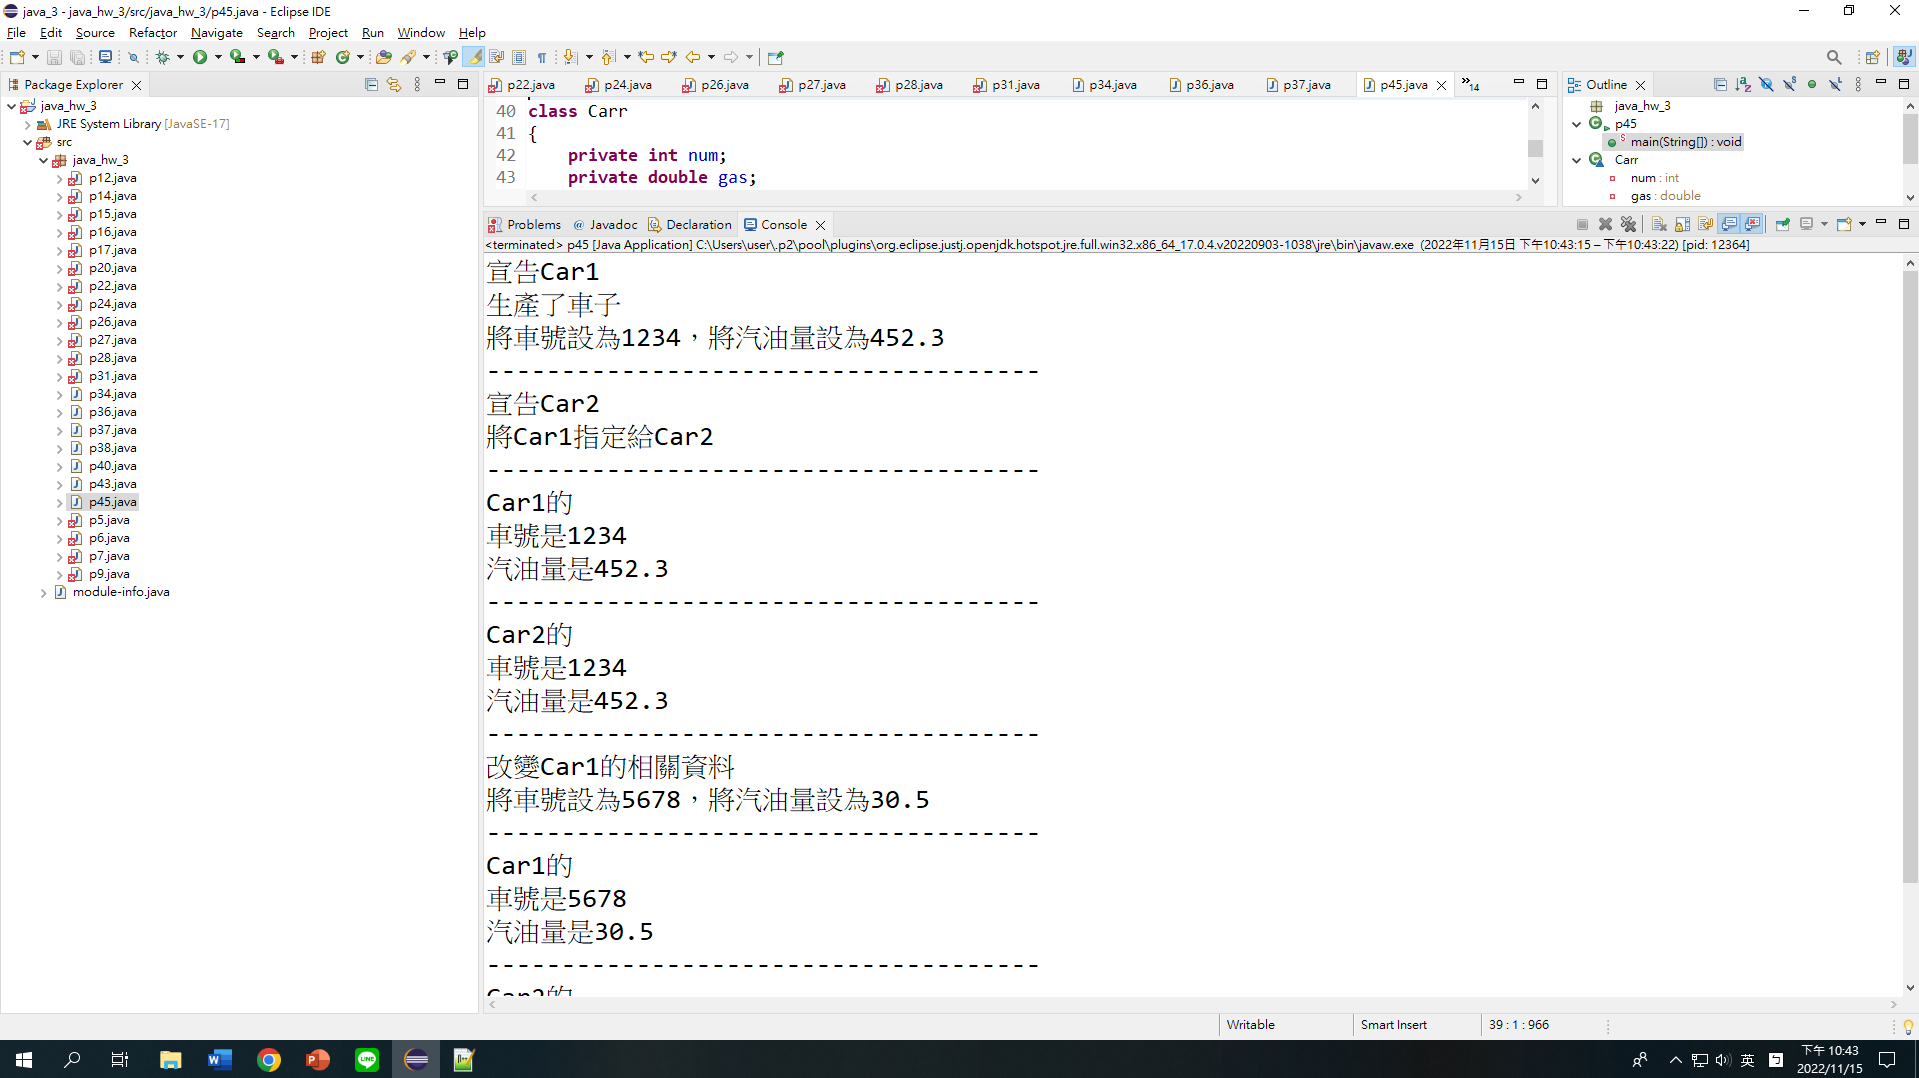 java_3 - java_hw_3/src/java_hw_3/p45.java - Eclipse IDE
File Edit Source Refactor Navigate Search Project Run Window Help
Package Explorer
java_hw_3
JRE System Library [JavaSE-17]
src
java_hw_3
p12.java
p14.java
p15.java
p16.java
p17.java
p20.java
p22.java
p24.java
p26.java
p27.java
p28.java
p31.java
p34.java
p36.java
p37.java
p38.java
p40.java
p43.java
p45.java
p5.java
p6.java
p7.java
p9.java
module-info.java
p22.java p24.java p26.java p27.java p28.java p31.java p34.java p36.java p37.java p45.java »14
40 class Carr
41 {
42 private int num;
43 private double gas;
Outline
java_hw_3
p45
main(String[]) : void
Carr
num : int
gas : double
Problems @ Javadoc Declaration Console
<terminated> p45 [Java Application] C:\Users\user\.p2\pool\plugins\org.eclipse.justj.openjdk.hotspot.jre.full.win32.x86_64_17.0.4.v20220903-1038\jre\bin\javaw.exe (2022年11月15日 下午10:43:15 – 下午10:43:22) [pid: 12364]
宣告Car1
生產了車子
將車號設為1234，將汽油量設為452.3
-------------------------------------
宣告Car2
將Car1指定給Car2
-------------------------------------
Car1的
車號是1234
汽油量是452.3
-------------------------------------
Car2的
車號是1234
汽油量是452.3
-------------------------------------
改變Car1的相關資料
將車號設為5678，將汽油量設為30.5
-------------------------------------
Car1的
車號是5678
汽油量是30.5
-------------------------------------
Car2的
Writable Smart Insert 39 : 1 : 966
英
下午 10:43
2022/11/15